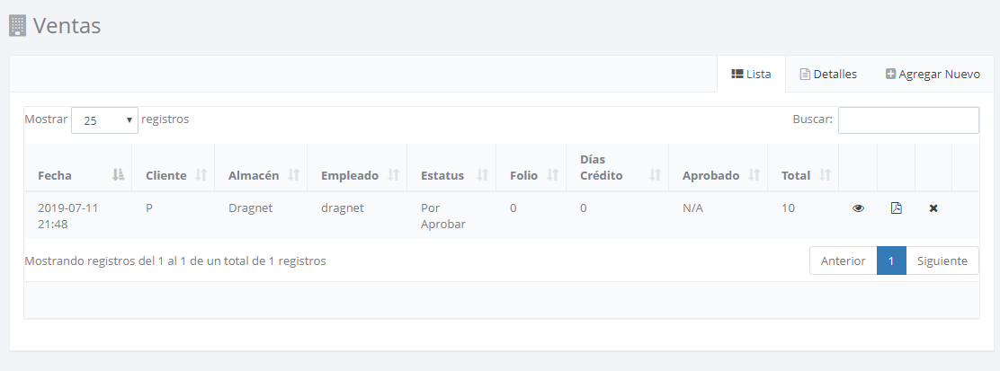 Ventas
Lista Detalles Agregar Nuevo
Mostrar 25 registros Buscar:
Fecha Cliente Almacén Empleado Estatus Folio Días Crédito Aprobado Total
2019-07-11 21:48 P Dragnet dragnet Por Aprobar 0 0 N/A 10
Mostrando registros del 1 al 1 de un total de 1 registros Anterior 1 Siguiente